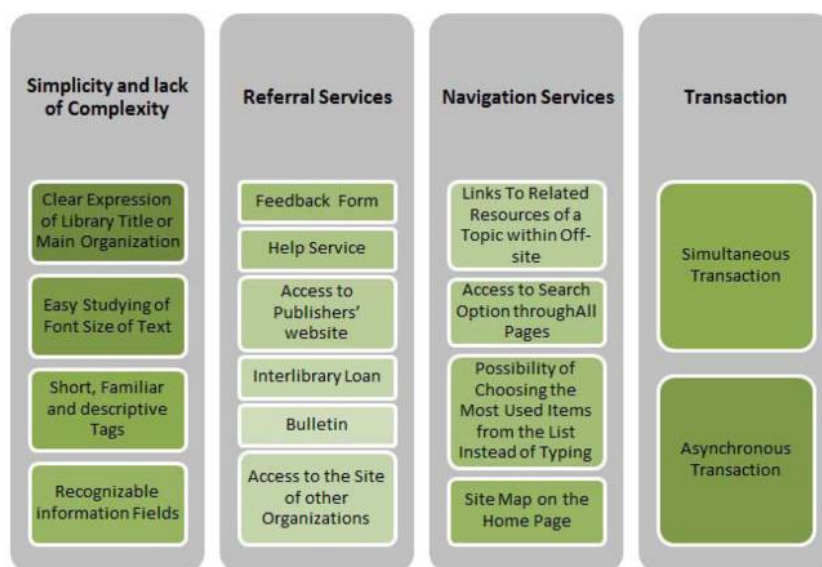 Simplicity and lack
of Complexity
Clear Expression
of Library Title or
Main Organization
Easy Studying of
Font Size of Text
Short, Familiar
and descriptive
Tags
Recognizable
information Fields
Referral Services
Feedback Form
Help Service
Access to
Publishers'
website
Interlibrary Loan
Bulletin
Access to the Site
of other
Organizations
Navigation Services
Links To Related
Resources of a
Topic within Off-
site
Access to Search
Option throughAll
Pages
Possibility of
Choosing the
Most Used Items
from the List
Instead of Typing
Site Map on the
Home Page
Transaction
Simultaneous
Transaction
Asynchronous
Transaction